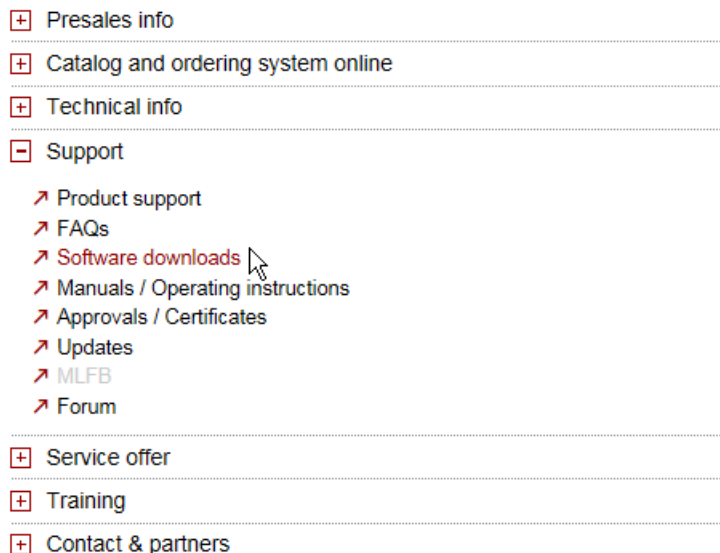 Presales info
Catalog and ordering system online
Technical info
Support
Product support
FAQs
Software downloads
Manuals / Operating instructions
Approvals / Certificates
Updates
MLFB
Forum
Service offer
Training
Contact & partners